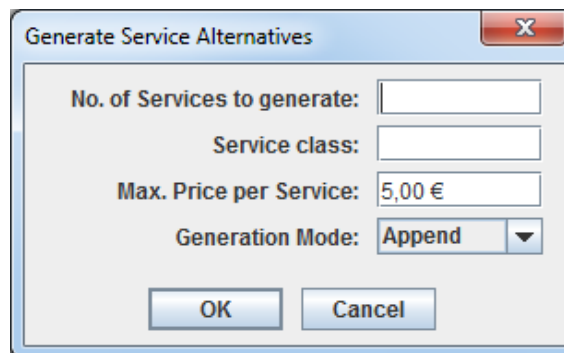 Generate Service Alternatives
No. of Services to generate:
Service class:
Max. Price per Service: 5,00 €
Generation Mode: Append
OK Cancel